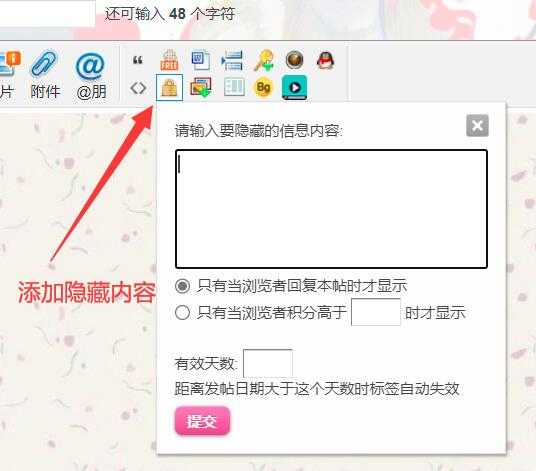 还可输入 48 个字符
FREE
片 附件 @朋
Bg
请输入要隐藏的信息内容:
只有当浏览者回复本帖时才显示
只有当浏览者积分高于 时才显示
添加隐藏内容
有效天数:
距离发帖日期大于这个天数时标签自动失效
提交